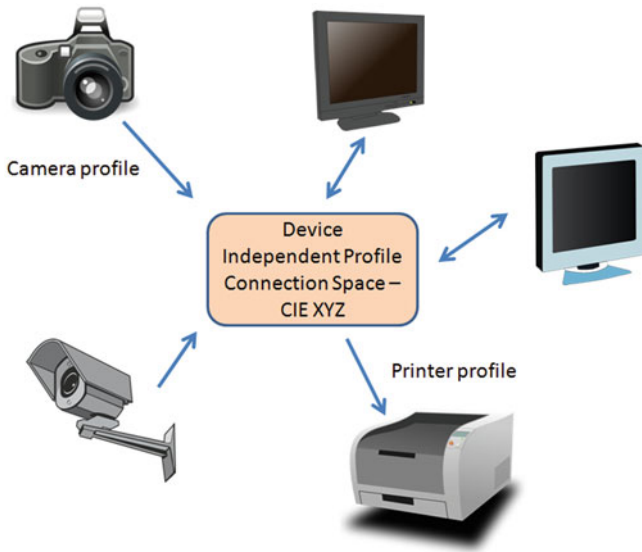 Camera profile
Device
Independent Profile
Connection Space –
CIE XYZ
Printer profile